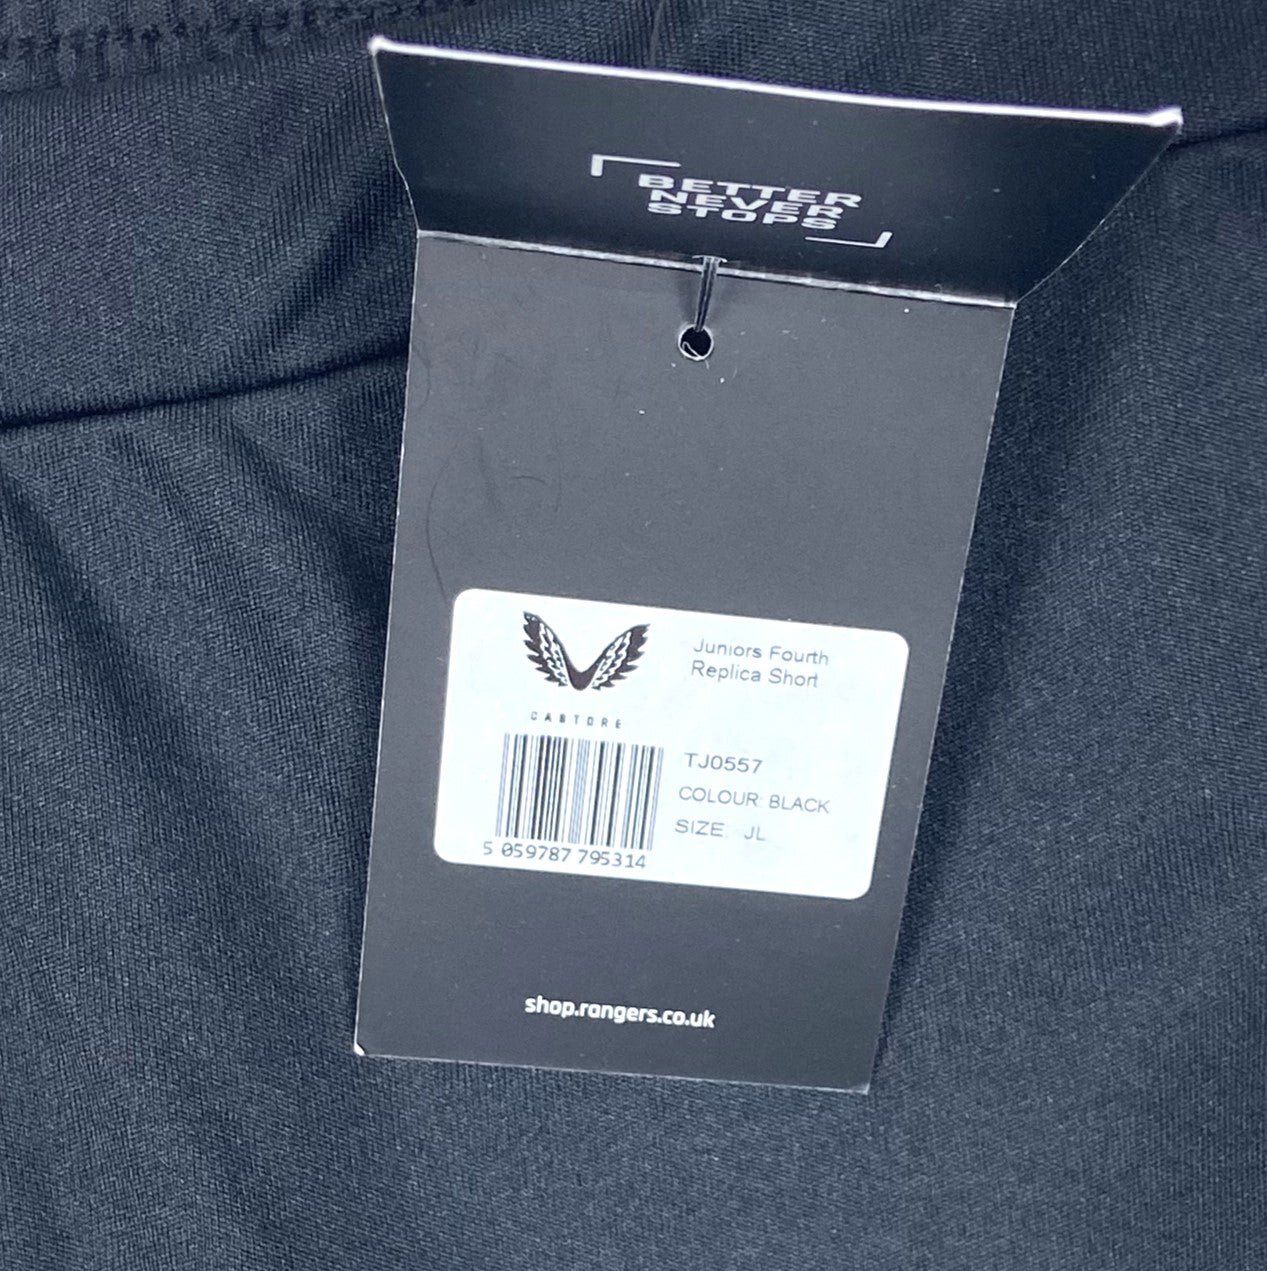 BETTER
NEVER
STOPS
Juniors Fourth
Replica Short
CASTORE
TJ0557
COLOUR: BLACK
SIZE: JL
5 059787 795314
shop.rangers.co.uk